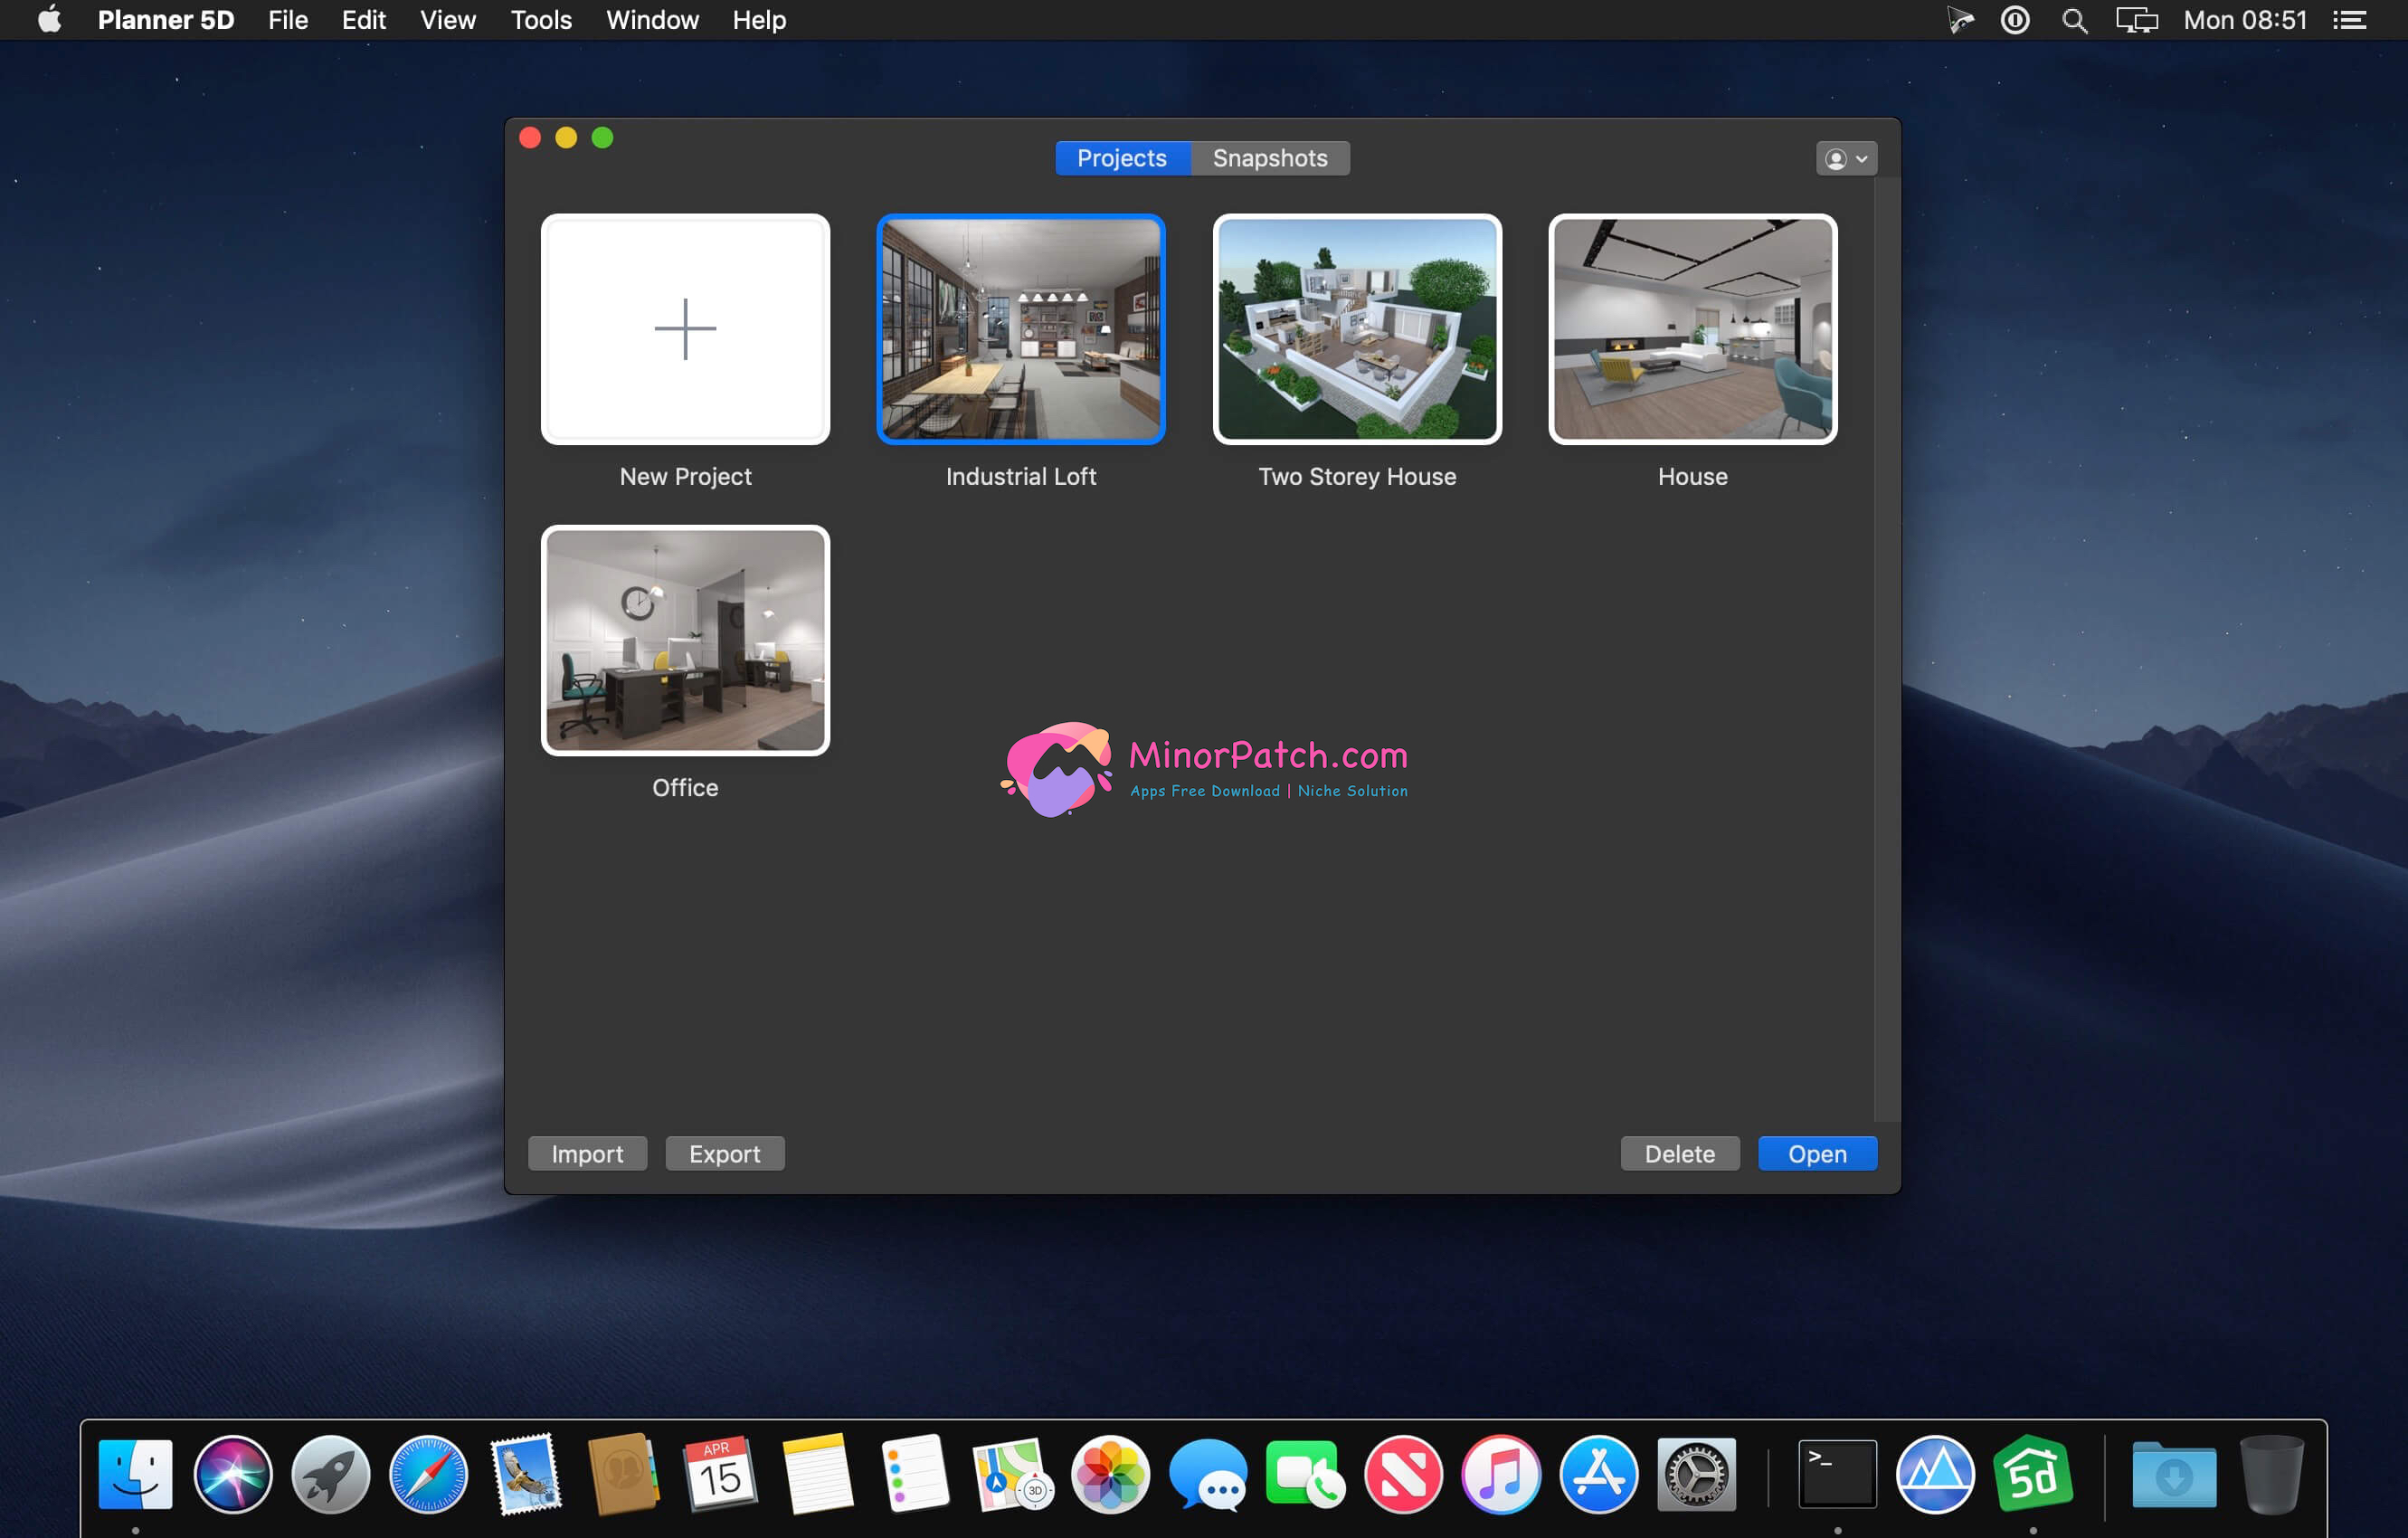 Planner 5D File Edit View Tools Window Help Mon 08:51
Projects Snapshots
New Project Industrial Loft Two Storey House House
Office
MinorPatch.com
Apps Free Download | Niche Solution
Import Export Delete Open
APR
15
3D
>_
5d